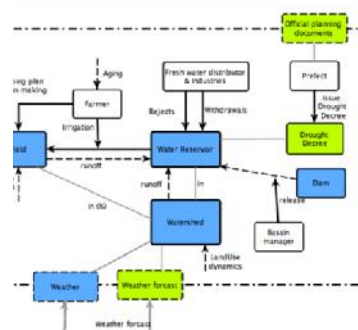 Official planning
documents
Aging
Fresh water distributor
& industries
Prefect
Farmer
Issue
Drought
Decree
Rejects
Withdrawals
Irrigation
Water Reservoir
Drought
Decree
runoff
runoff
in
Dam
release
Watershed
Bassin
manager
LandUse
dynamics
Weather
Weather forcast
Weather forcast